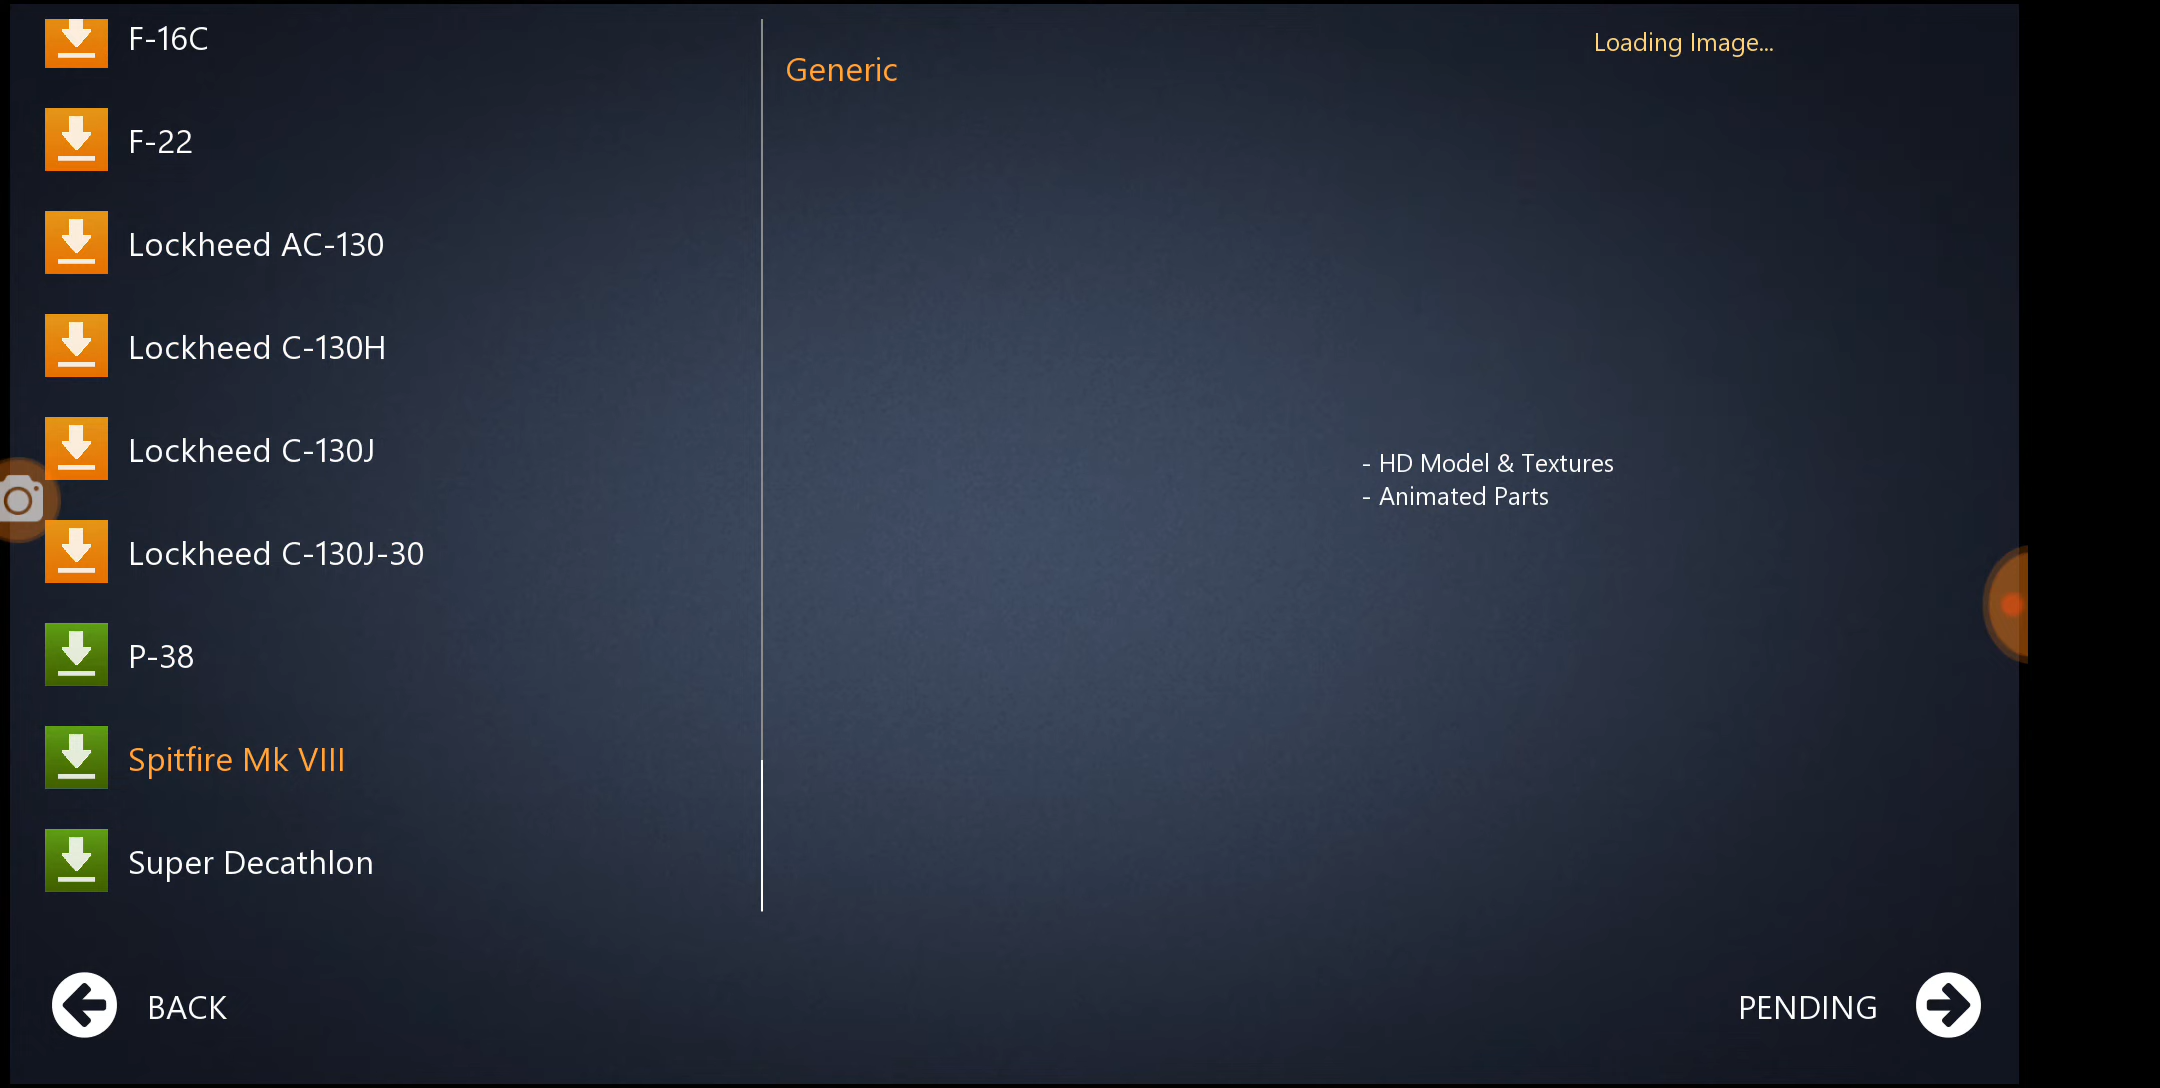 F-16C
F-22
Lockheed AC-130
Lockheed C-130H
Lockheed C-130J
Lockheed C-130J-30
P-38
Spitfire Mk VIII
Super Decathlon
BACK
Generic
Loading Image...
- HD Model & Textures
- Animated Parts
PENDING